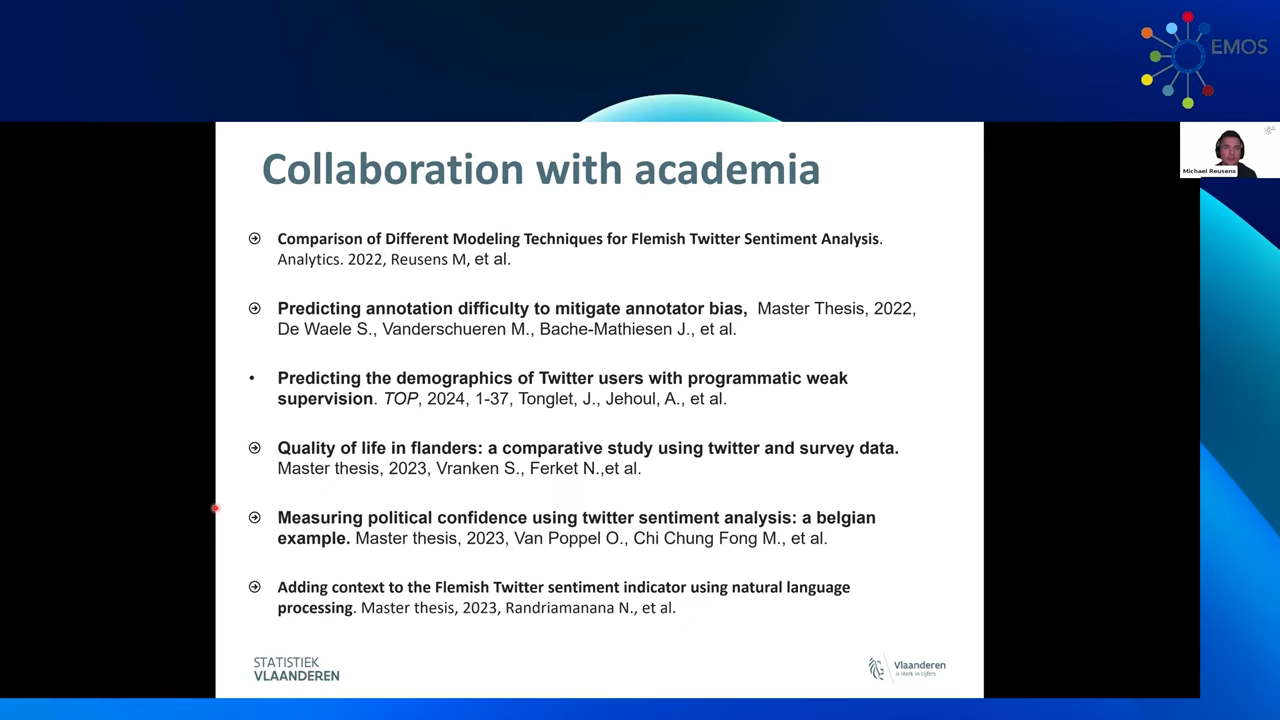 EMOS
Michael Reusens
Collaboration with academia
Comparison of Different Modeling Techniques for Flemish Twitter Sentiment Analysis.
Analytics. 2022, Reusens M, et al.
Predicting annotation difficulty to mitigate annotator bias, Master Thesis, 2022,
De Waele S., Vanderschueren M., Bache-Mathiesen J., et al.
• Predicting the demographics of Twitter users with programmatic weak
supervision. TOP, 2024, 1-37, Tonglet, J., Jehoul, A., et al.
Quality of life in flanders: a comparative study using twitter and survey data.
Master thesis, 2023, Vranken S., Ferket N.,et al.
Measuring political confidence using twitter sentiment analysis: a belgian
example. Master thesis, 2023, Van Poppel O., Chi Chung Fong M., et al.
Adding context to the Flemish Twitter sentiment indicator using natural language
processing. Master thesis, 2023, Randriamanana N., et al.
STATISTIEK
VLAANDEREN
Vlaanderen
is sterk in cijfers